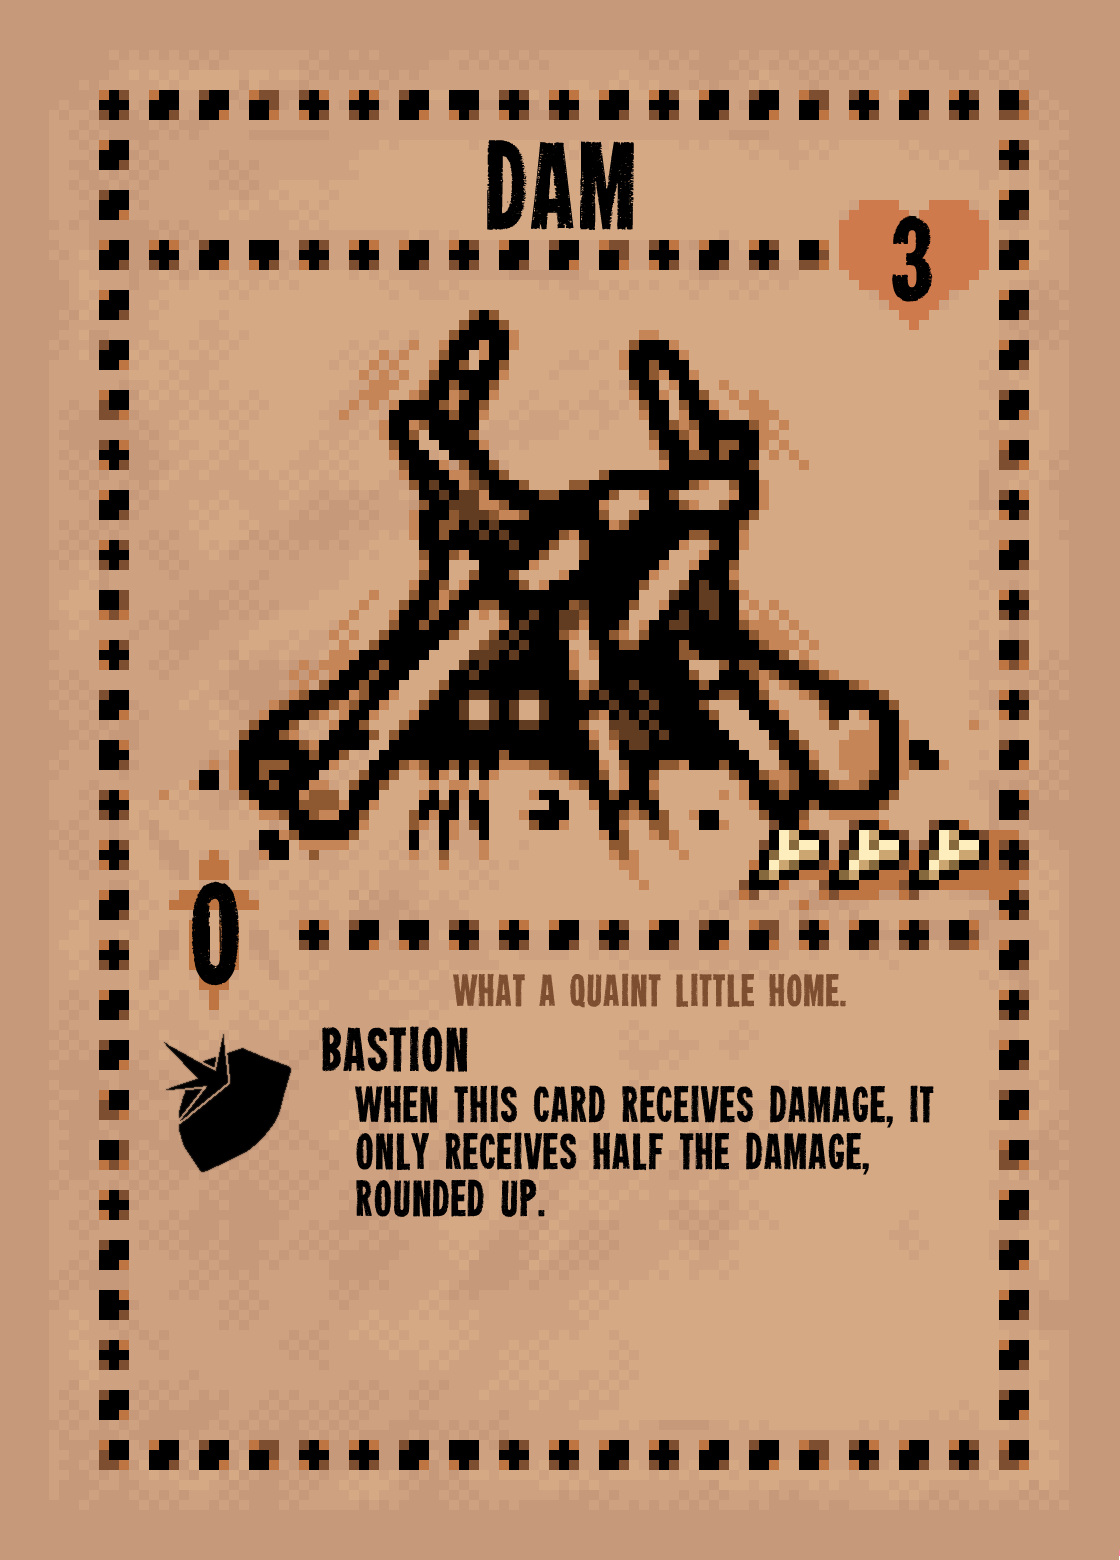 DAM
3
0
WHAT A QUAINT LITTLE HOME.
BASTION
WHEN THIS CARD RECEIVES DAMAGE, IT
ONLY RECEIVES HALF THE DAMAGE,
ROUNDED UP.